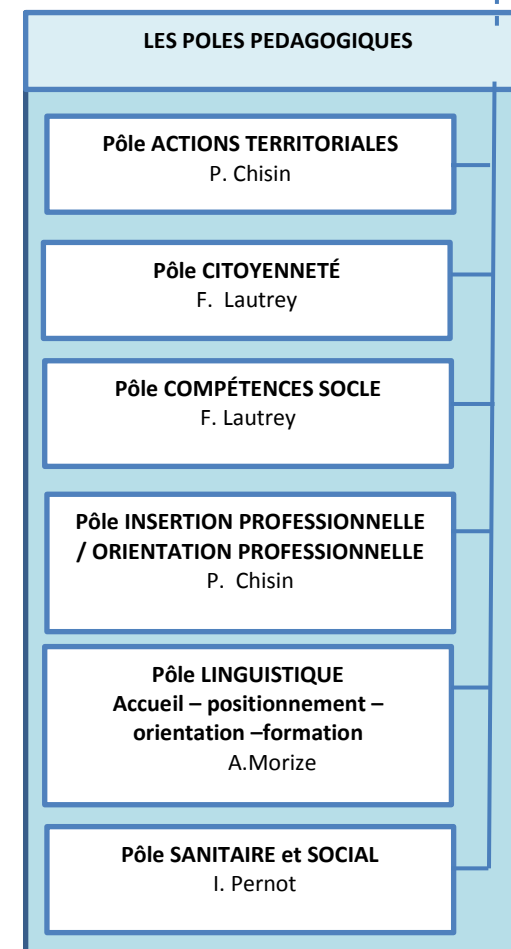 LES POLES PEDAGOGIQUES
Pôle ACTIONS TERRITORIALES
P. Chisin
Pôle CITOYENNETÉ
F. Lautrey
Pôle COMPÉTENCES SOCLE
F. Lautrey
Pôle INSERTION PROFESSIONNELLE
/ ORIENTATION PROFESSIONNELLE
P. Chisin
Pôle LINGUISTIQUE
Accueil – positionnement –
orientation –formation
A.Morize
Pôle SANITAIRE et SOCIAL
I. Pernot